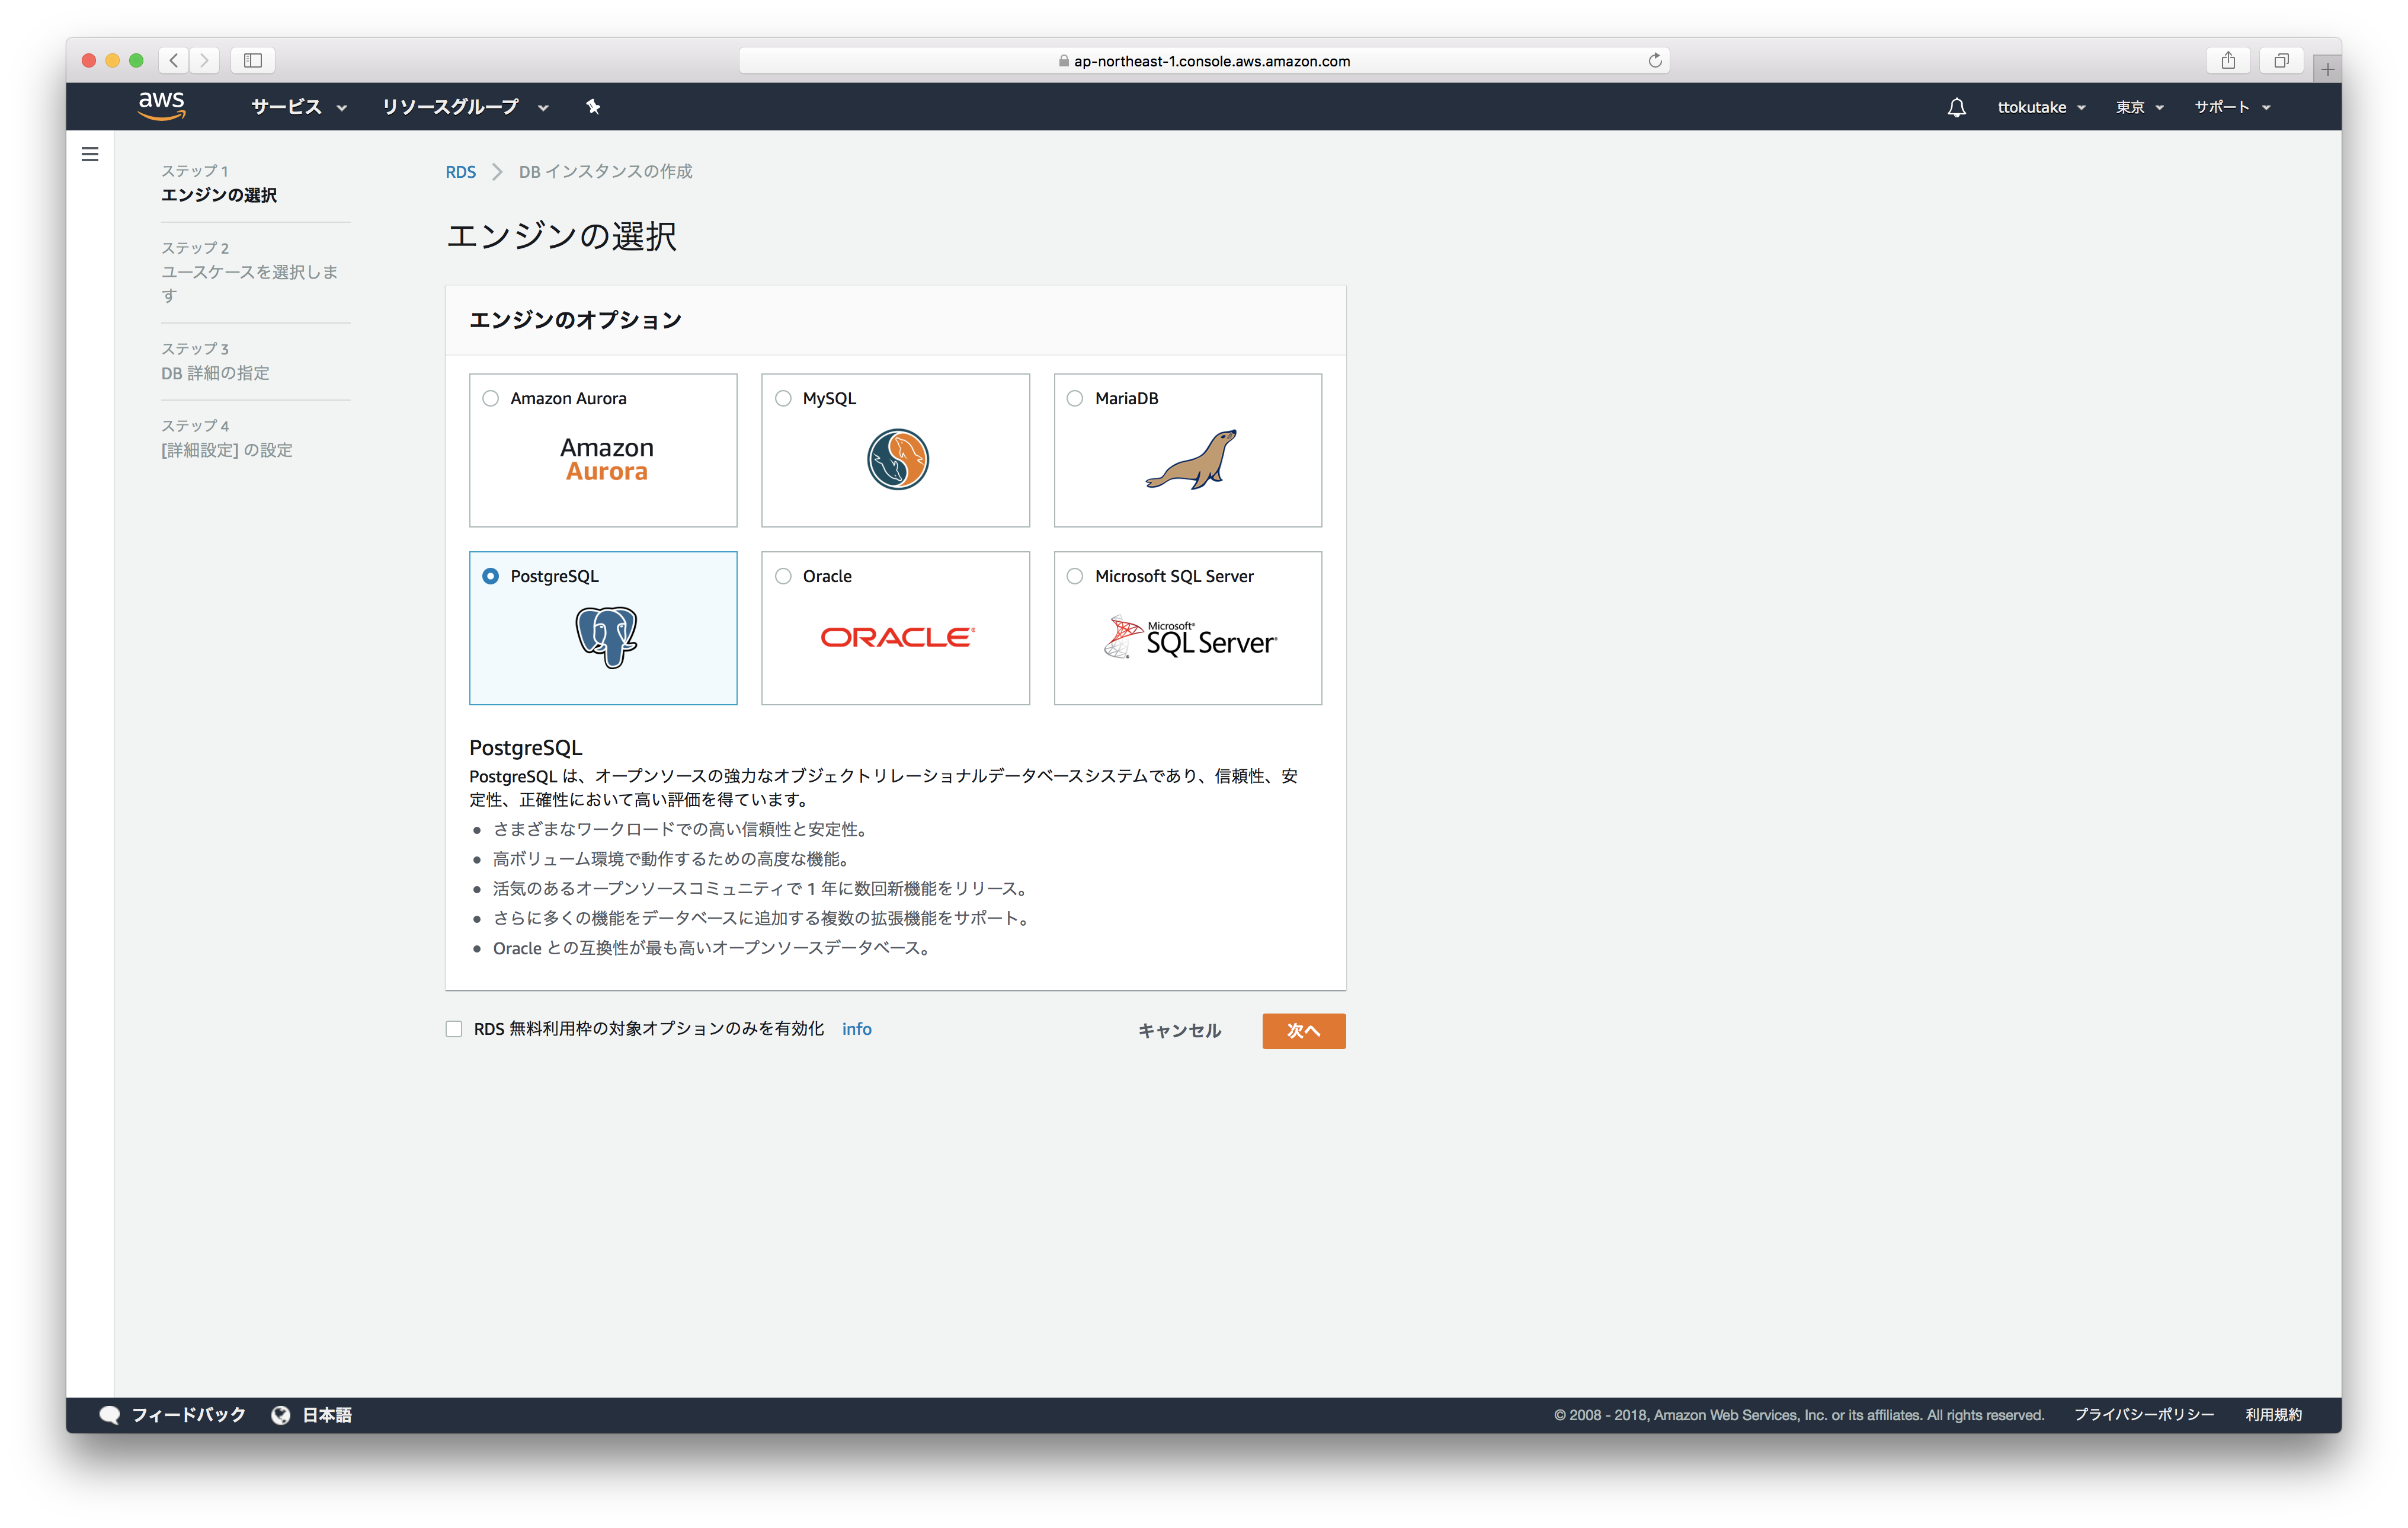 ap-northeast-1.console.aws.amazon.com
aws サービス リソースグループ ttokutake 東京 サポート
ステップ 1
エンジンの選択
ステップ 2
ユースケースを選択しま
す
ステップ 3
DB 詳細の指定
ステップ 4
[詳細設定] の設定
RDS DB インスタンスの作成
エンジンの選択
エンジンのオプション
Amazon Aurora
Amazon
Aurora
MySQL
MariaDB
PostgreSQL
Oracle
ORACLE
Microsoft SQL Server
Microsoft®
SQL Server®
PostgreSQL
PostgreSQL は、オープンソースの強力なオブジェクトリレーショナルデータベースシステムであり、信頼性、安
定性、正確性において高い評価を得ています。
さまざまなワークロードでの高い信頼性と安定性。
高ボリューム環境で動作するための高度な機能。
活気のあるオープンソースコミュニティで 1 年に数回新機能をリリース。
さらに多くの機能をデータベースに追加する複数の拡張機能をサポート。
Oracle との互換性が最も高いオープンソースデータベース。
RDS 無料利用枠の対象オプションのみを有効化 info
キャンセル 次へ
フィードバック 日本語 © 2008 - 2018, Amazon Web Services, Inc. or its affiliates. All rights reserved. プライバシーポリシー 利用規約